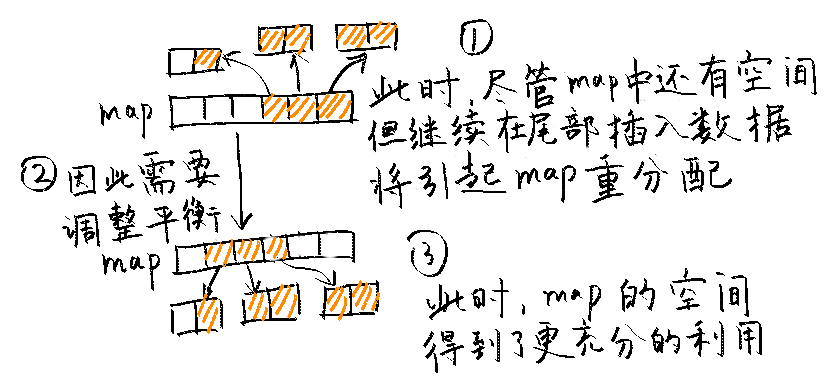 ①
map
此时,尽管map中还有空间
但继续在尾部插入数据
将引起map重分配
② 因此需要
调整平衡
map
③
此时,map的空间
得到了更充分的利用